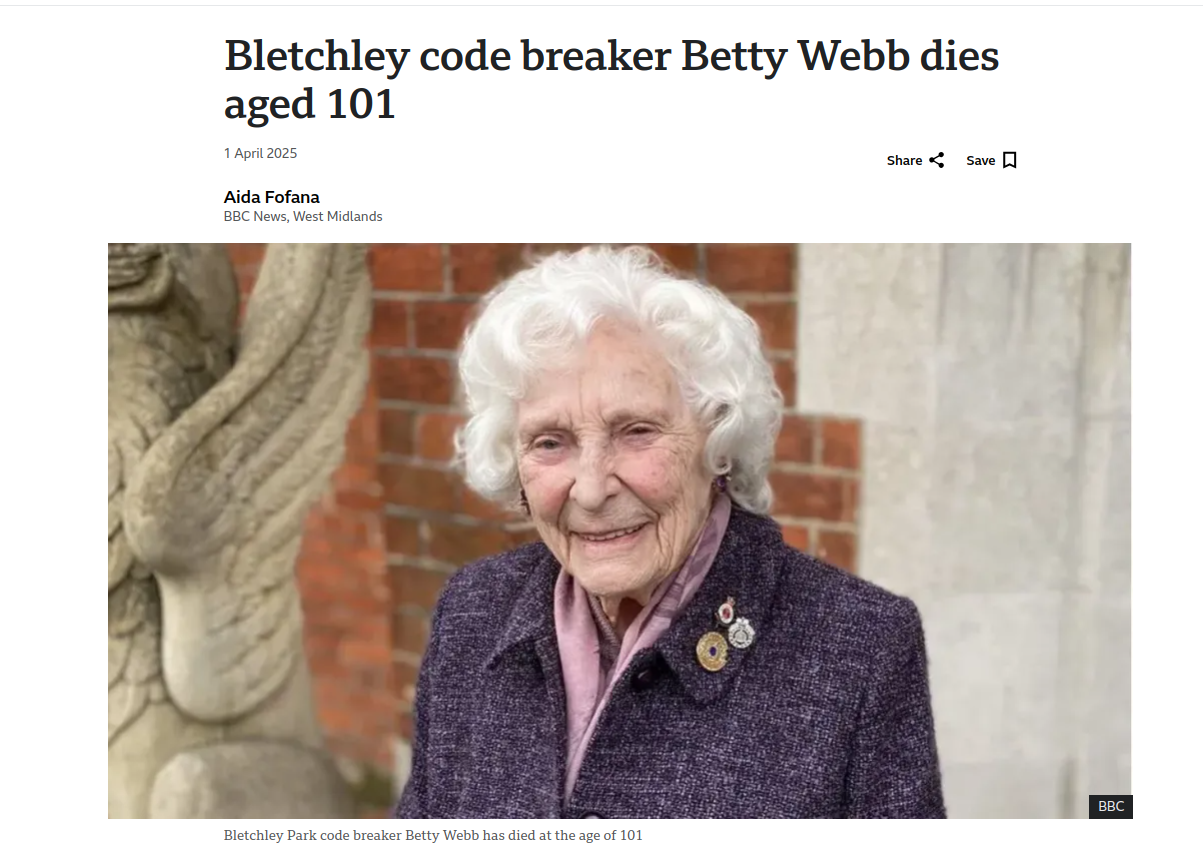 Bletchley code breaker Betty Webb dies
aged 101
1 April 2025
Share
Save
Aida Fofana
BBC News, West Midlands
BBC
Bletchley Park code breaker Betty Webb has died at the age of 101